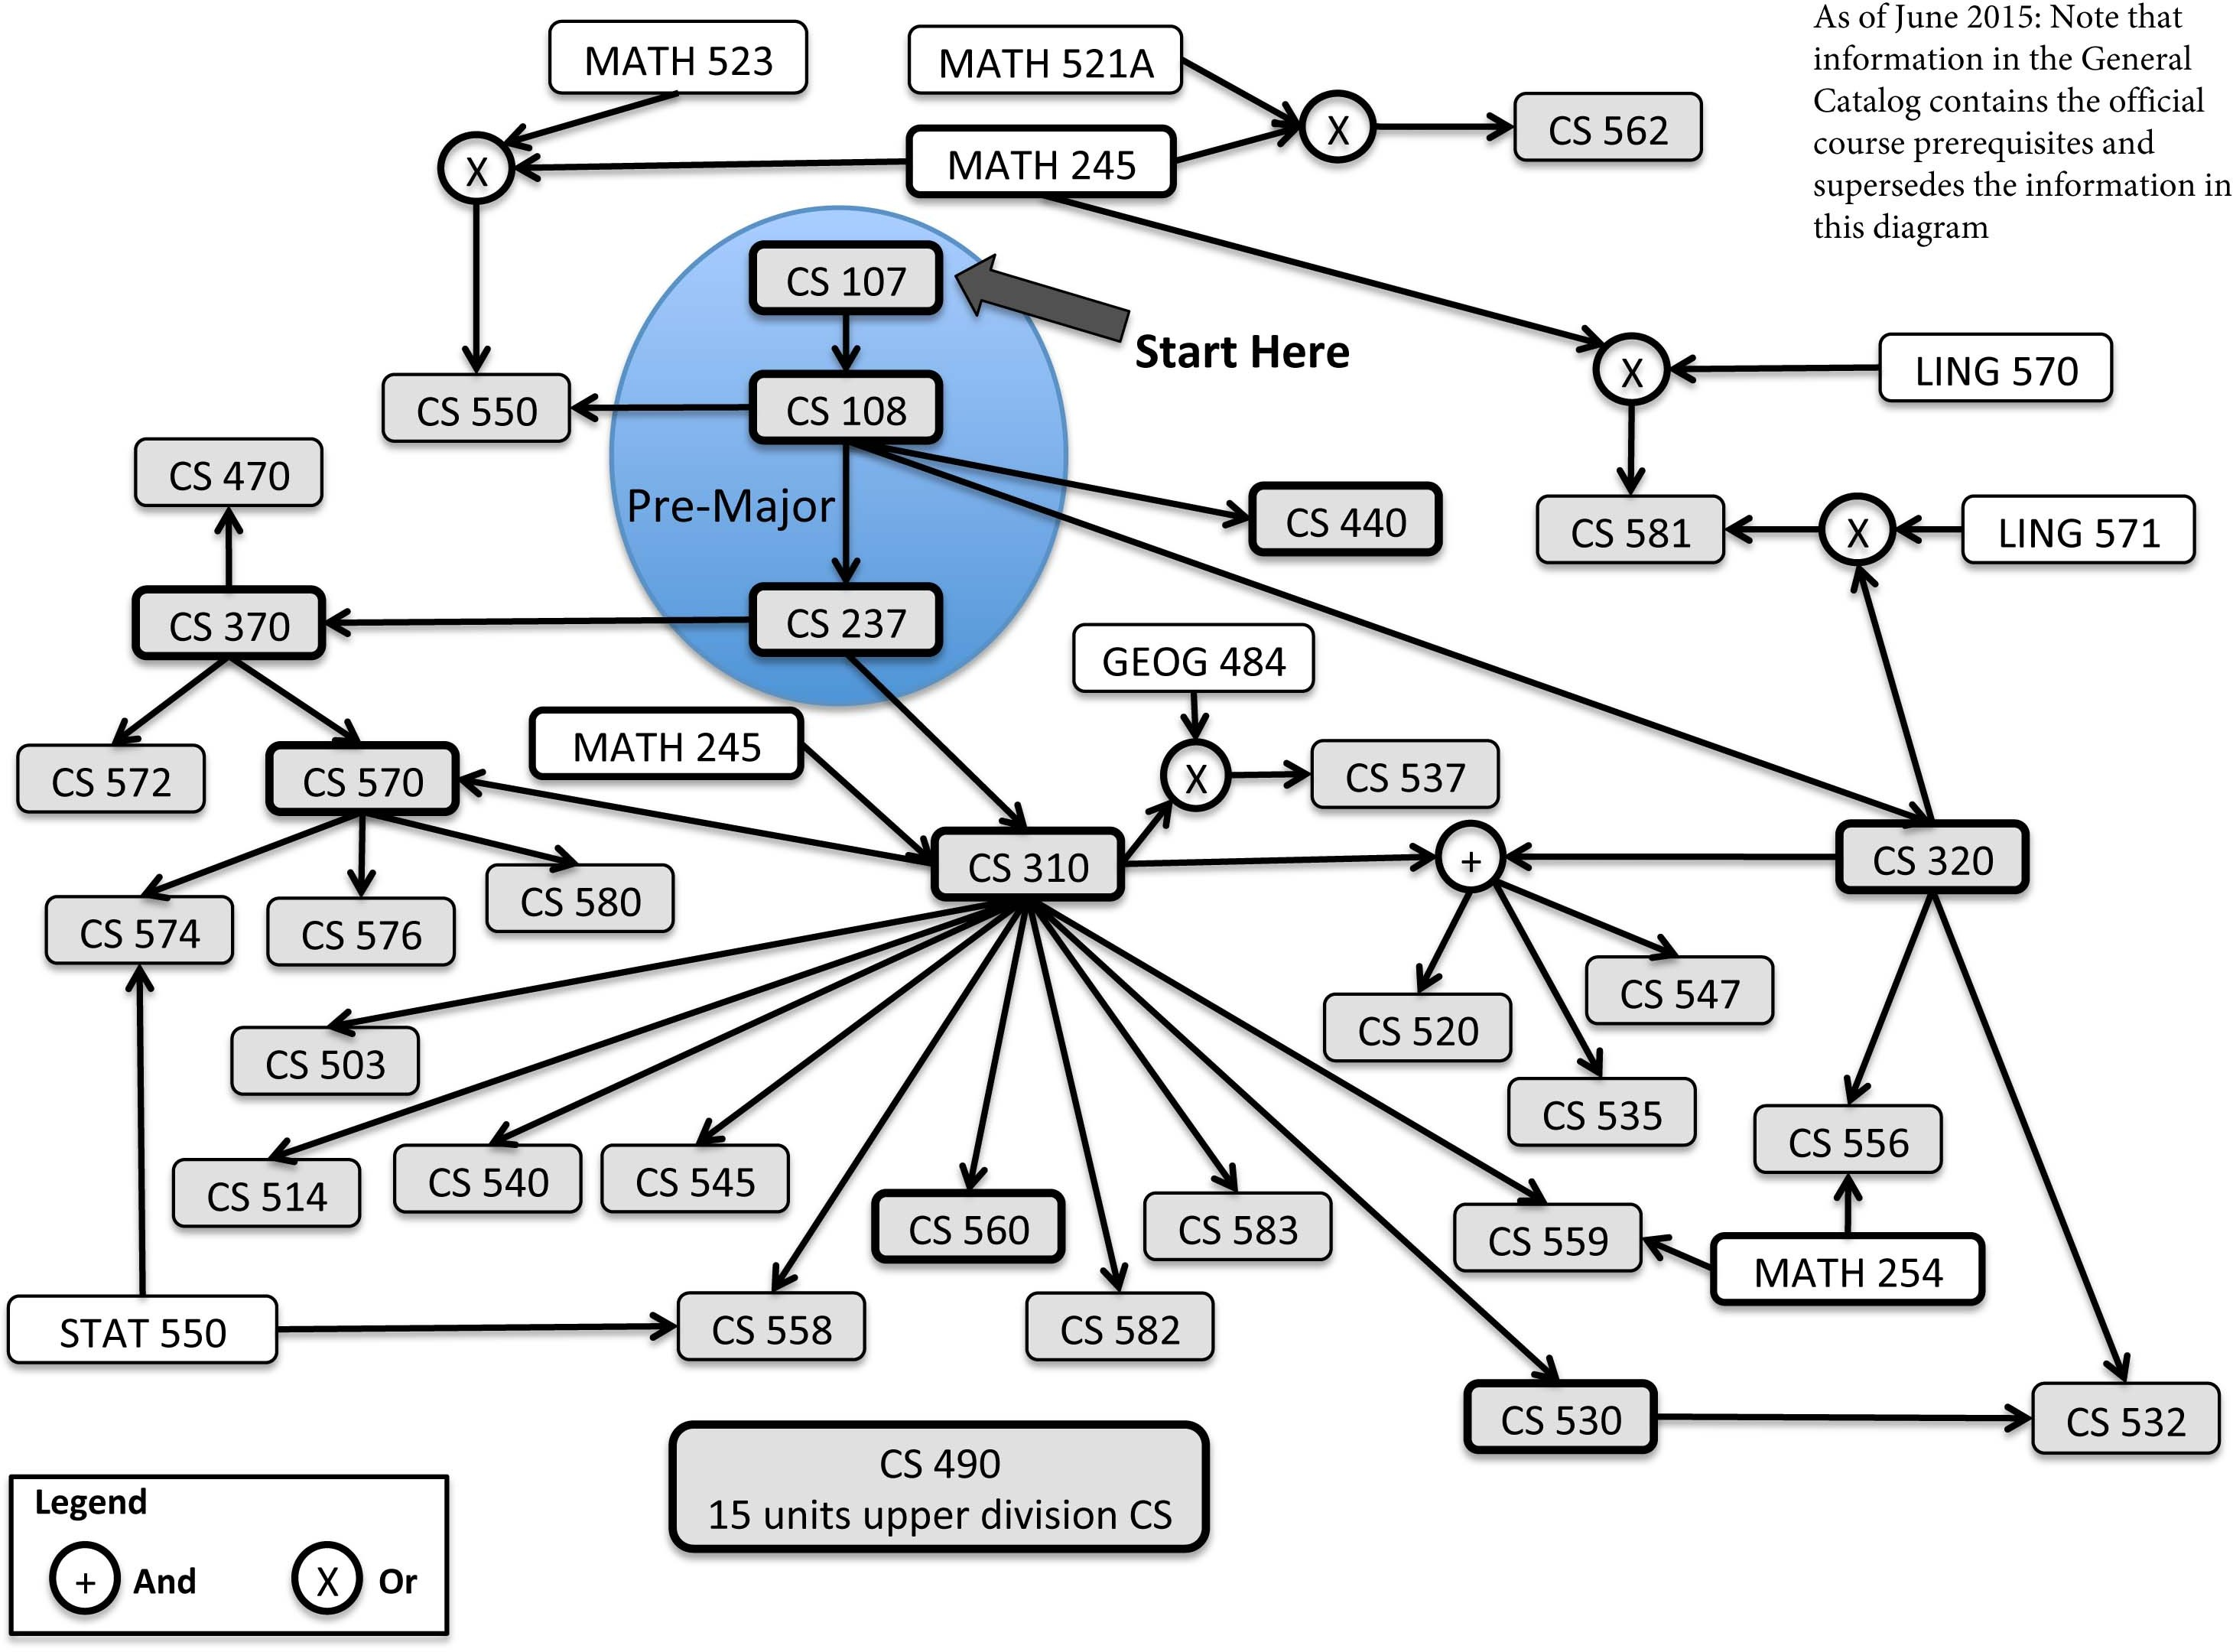 As of June 2015: Note that
information in the General
Catalog contains the official
course prerequisites and
supersedes the information in
this diagram
MATH 523
MATH 521A
X
CS 562
X
MATH 245
CS 107
Start Here
X
LING 570
CS 108
CS 550
CS 470
Pre-Major
CS 440
CS 581
X
LING 571
CS 370
CS 237
GEOG 484
MATH 245
CS 572
CS 570
X
CS 537
CS 310
+
CS 320
CS 574
CS 576
CS 580
CS 547
CS 520
CS 503
CS 535
CS 556
CS 514
CS 540
CS 545
CS 560
CS 583
CS 559
MATH 254
STAT 550
CS 558
CS 582
CS 530
CS 532
CS 490
15 units upper division CS
Legend
+ And X Or